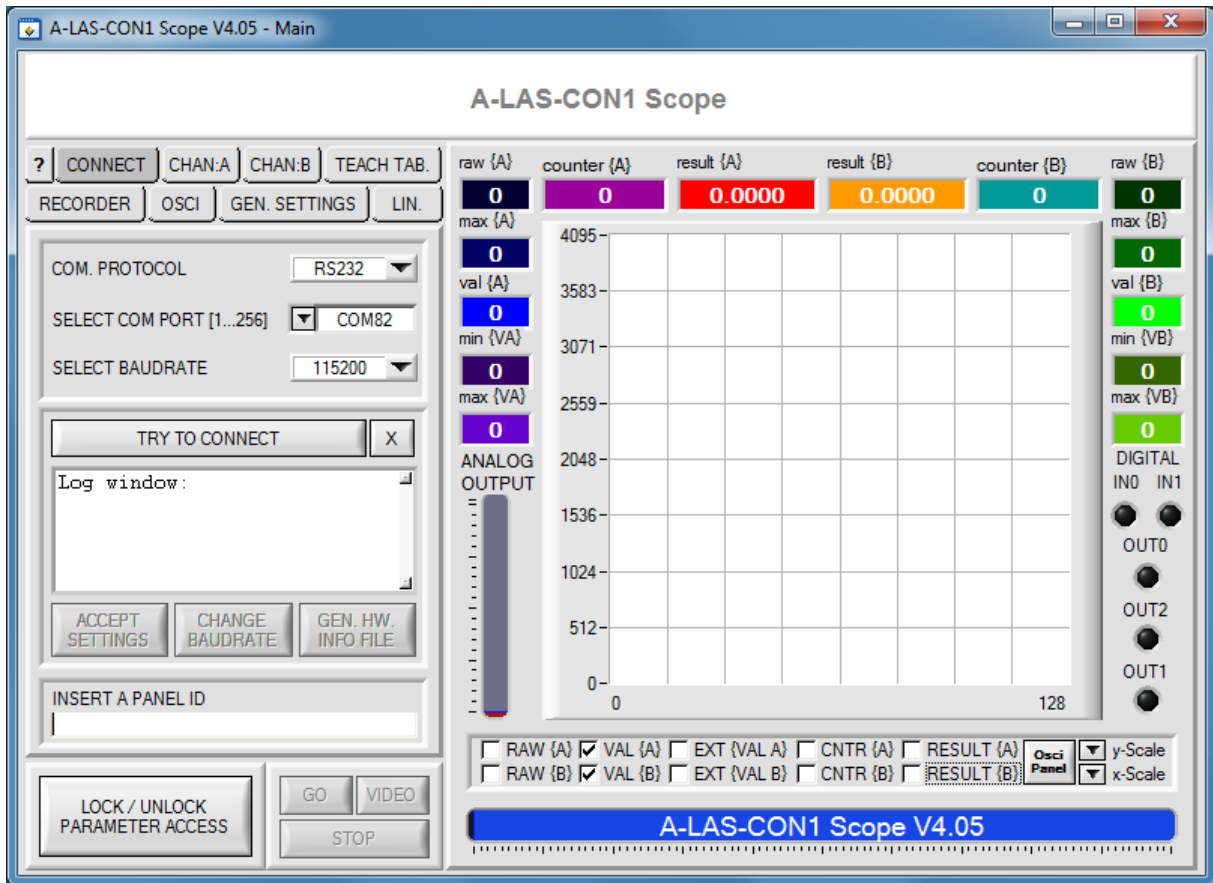 A-LAS-CON1 Scope V4.05 - Main
A-LAS-CON1 Scope
? CONNECT CHAN:A CHAN:B TEACH TAB.
RECORDER OSCI GEN. SETTINGS LIN.
COM. PROTOCOL RS232
SELECT COM PORT [1...256] COM82
SELECT BAUDRATE 115200
TRY TO CONNECT X
Log window:
ACCEPT SETTINGS
CHANGE BAUDRATE
GEN. HW. INFO FILE
INSERT A PANEL ID
LOCK / UNLOCK
PARAMETER ACCESS
GO VIDEO
STOP
raw {A} counter {A} result {A} result {B} counter {B} raw {B}
0 0 0.0000 0.0000 0 0
max {A}
0
val {A}
0
min {VA}
0
max {VA}
0
ANALOG
OUTPUT
4095
3583
3071
2559
2048
1536
1024
512
0
0 128
max {B}
0
val {B}
0
min {VB}
0
max {VB}
0
DIGITAL
IN0 IN1
OUT0
OUT2
OUT1
RAW {A} VAL {A} EXT {VAL A} CNTR {A} RESULT {A}
RAW {B} VAL {B} EXT {VAL B} CNTR {B} RESULT {B}
Osci
Panel
y-Scale
x-Scale
A-LAS-CON1 Scope V4.05